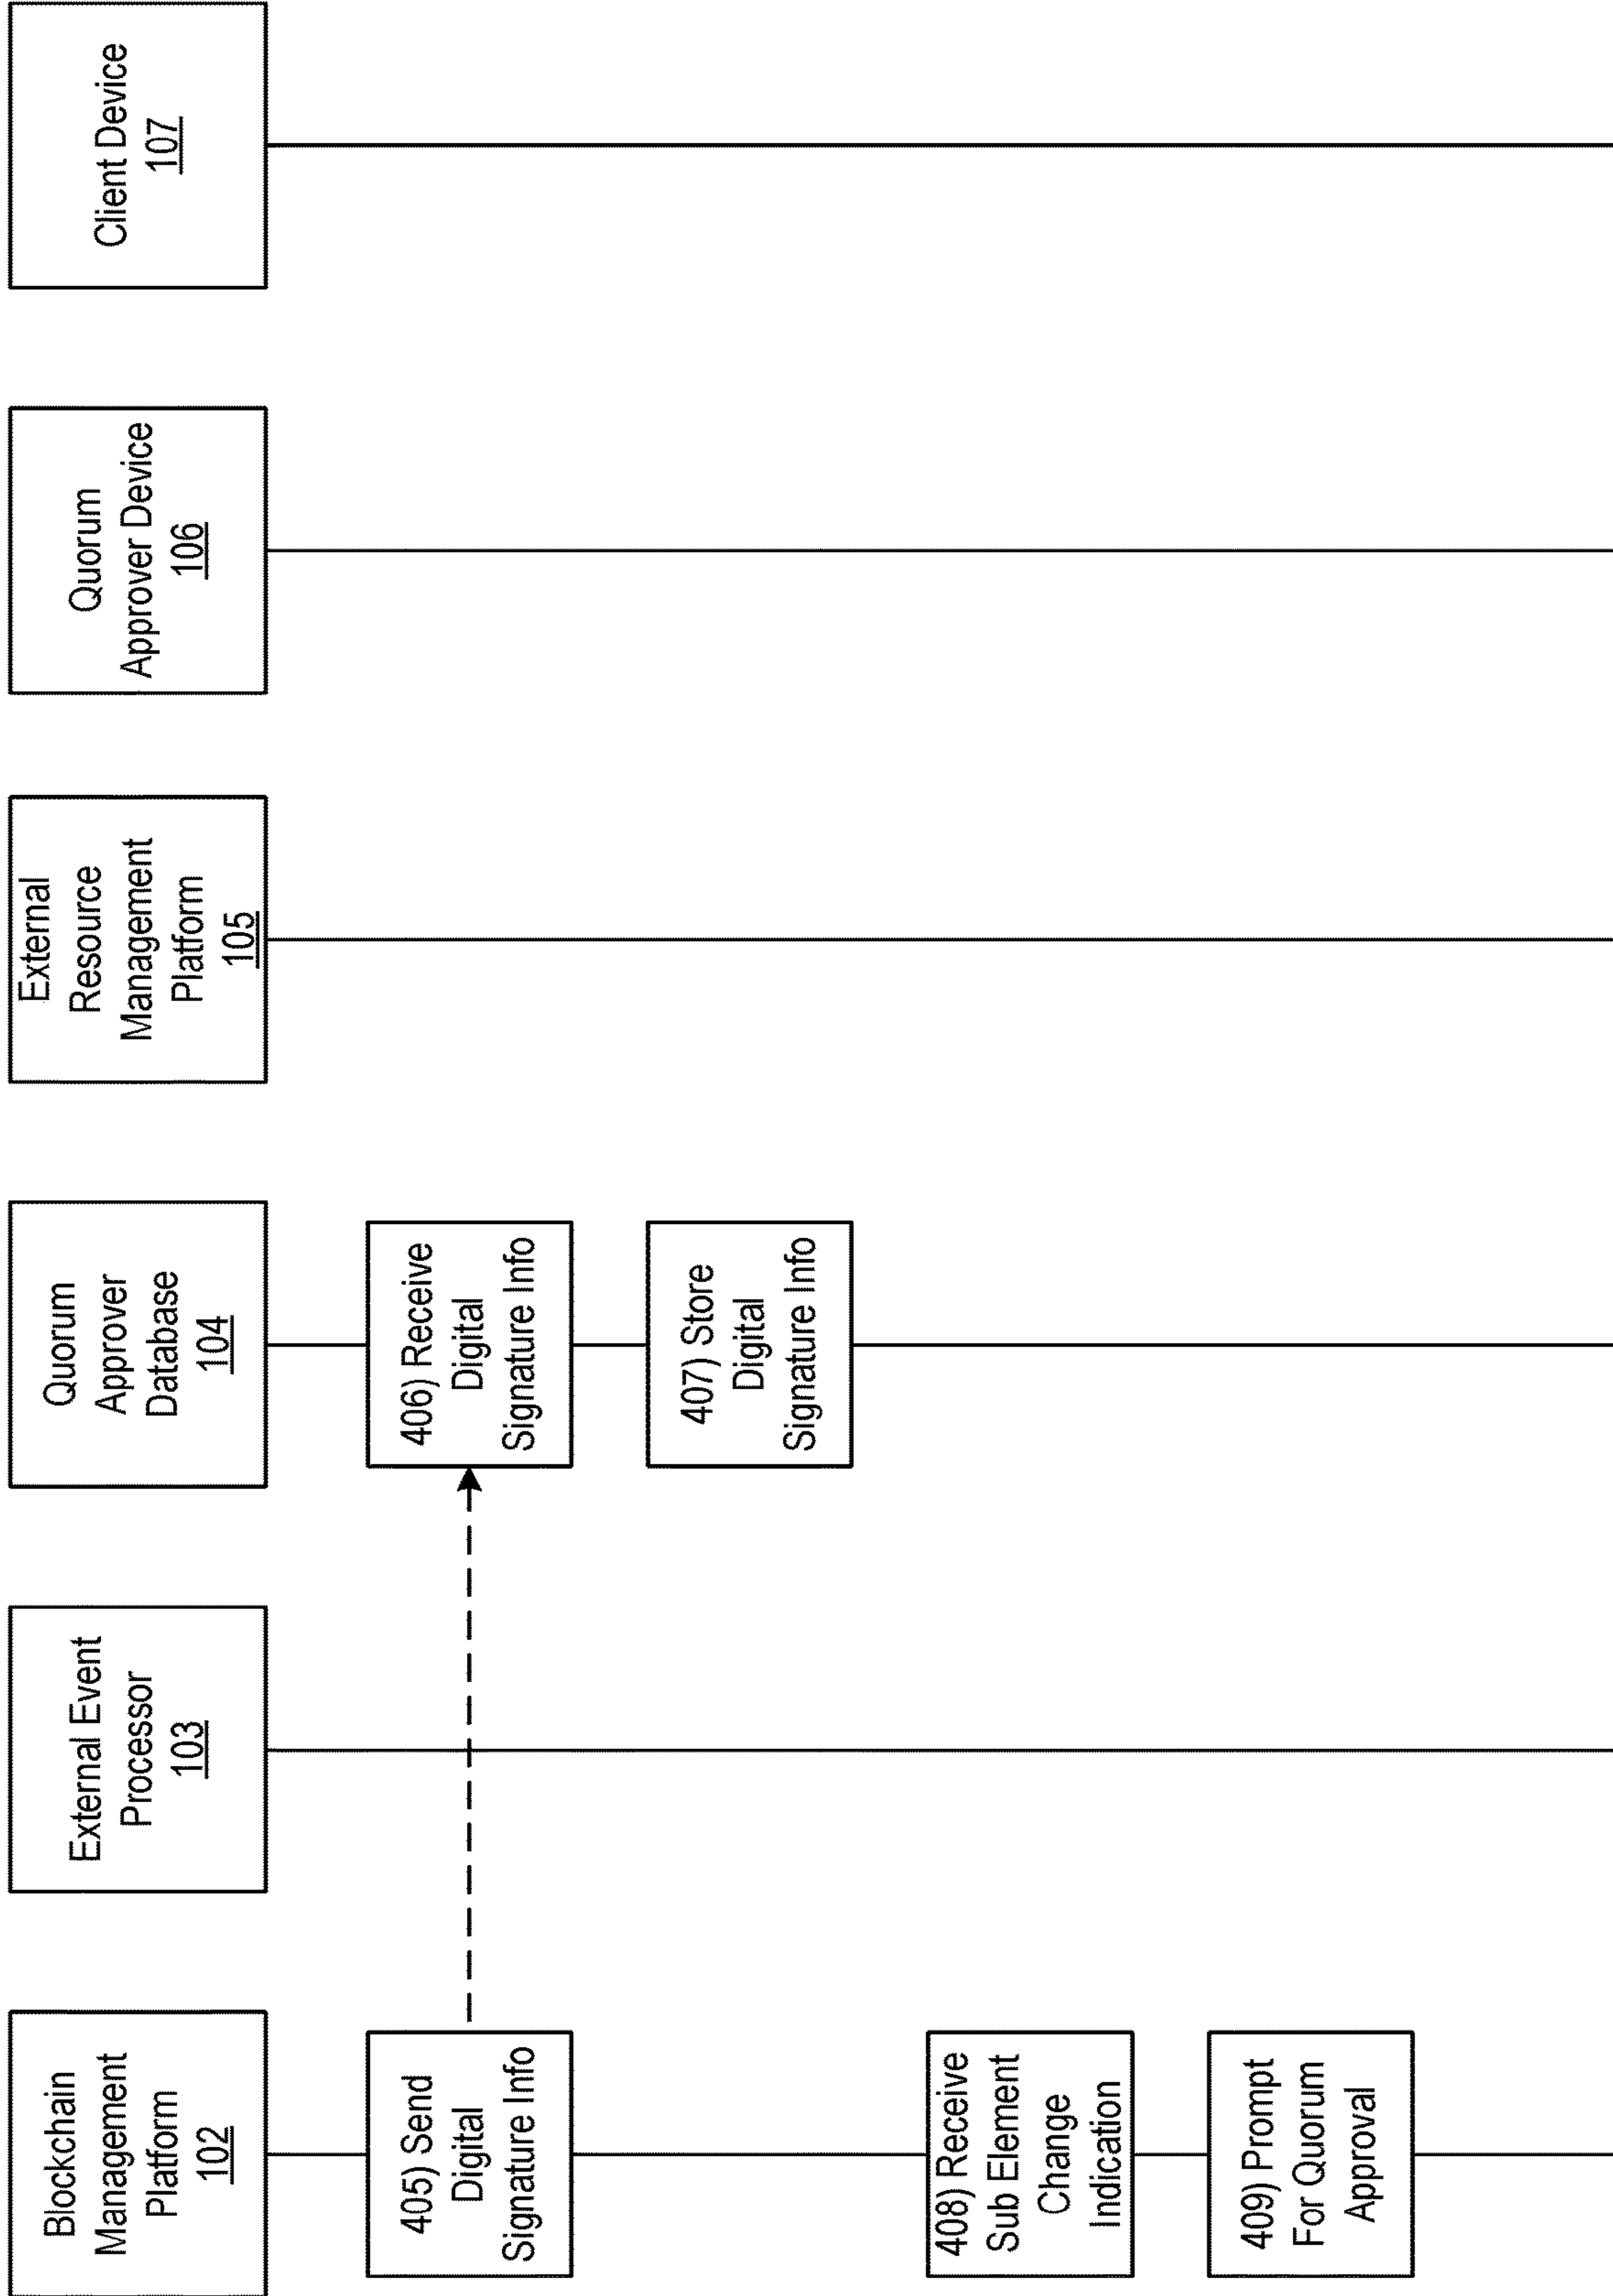 Blockchain
Management
Platform
102
External Event
Processor
103
Quorum
Approver
Database
104
External
Resource
Management
Platform
105
Quorum
Approver Device
106
Client Device
107
405) Send
Digital
Signature Info
406) Receive
Digital
Signature Info
407) Store
Digital
Signature Info
408) Receive
Sub Element
Change
Indication
409) Prompt
For Quorum
Approval